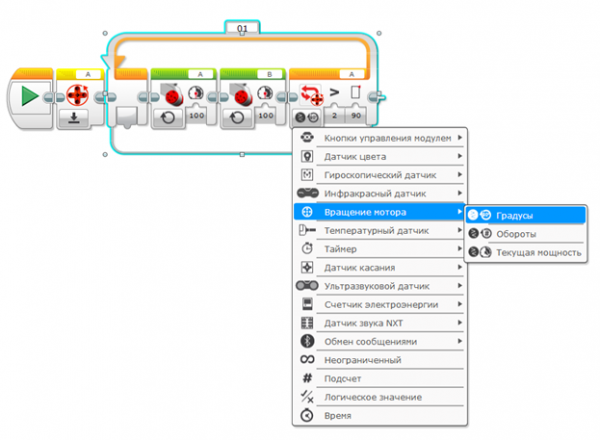 01
A
A
B
A
>
100
100
2
90
Кнопки управления модулем
Датчик цвета
Гироскопический датчик
Инфракрасный датчик
Вращение мотора
Градусы
Температурный датчик
Обороты
Таймер
Текущая мощность
Датчик касания
Ультразвуковой датчик
Счетчик электроэнергии
Датчик звука NXT
Обмен сообщениями
Неограниченный
Подсчет
Логическое значение
Время